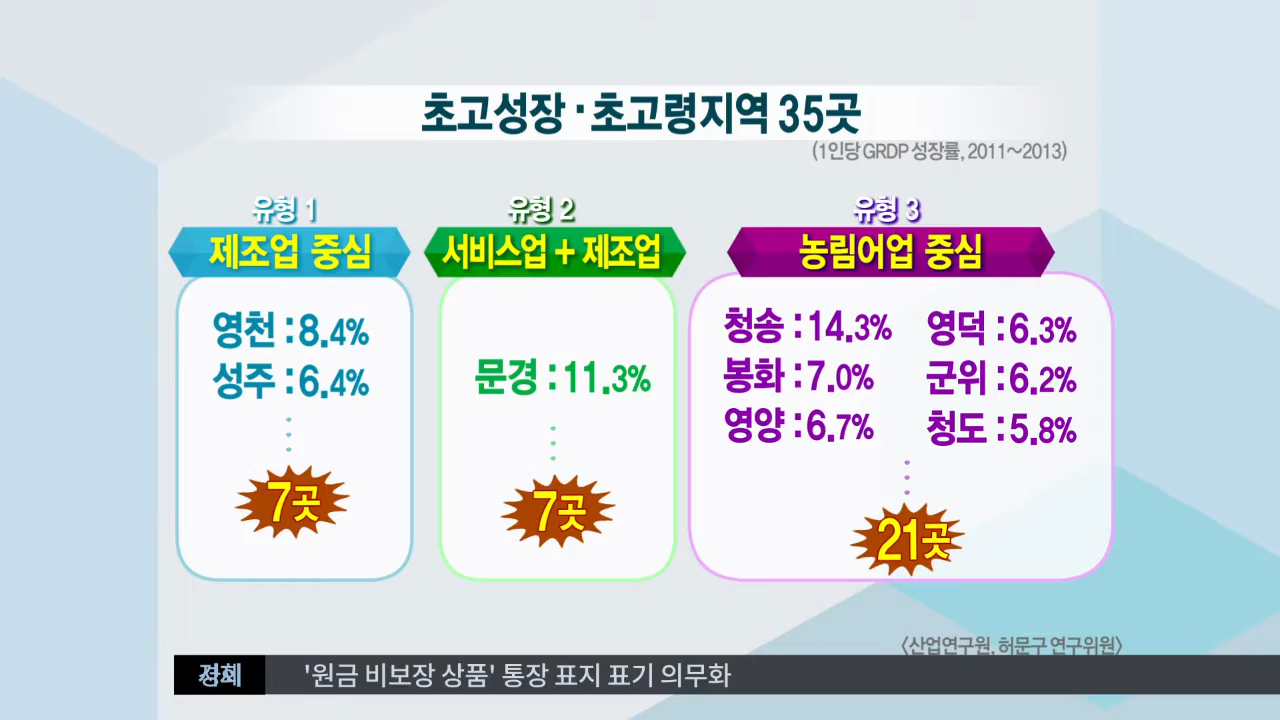 초고성장·초고령지역 35곳
(1인당 GRDP 성장률, 2011~2013)
유형 1
제조업 중심
영천 :8.4%
성주 :6.4%
7곳
유형 2
서비스업 + 제조업
문경 :11.3%
7곳
유형 3
농림어업 중심
청송 :14.3%
봉화 :7.0%
영양 :6.7%
영덕 :6.3%
군위 :6.2%
청도 :5.8%
21곳
〈산업연구원, 허문구 연구위원〉
'원금 비보장 상품' 통장 표지 표기 의무화